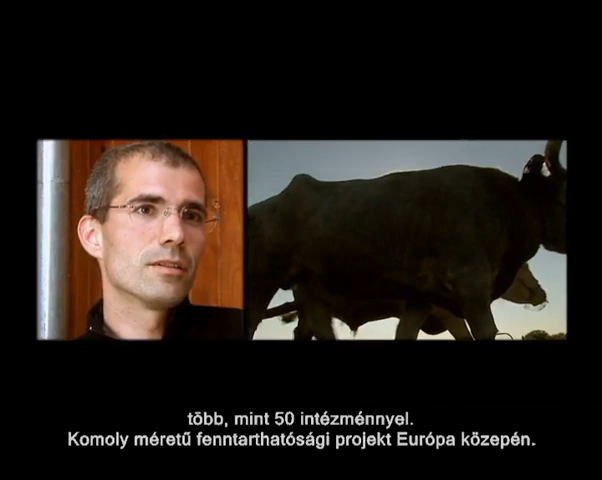 több, mint 50 intézménnyel.
Komoly méretű fenntarthatósági projekt Európa közepén.